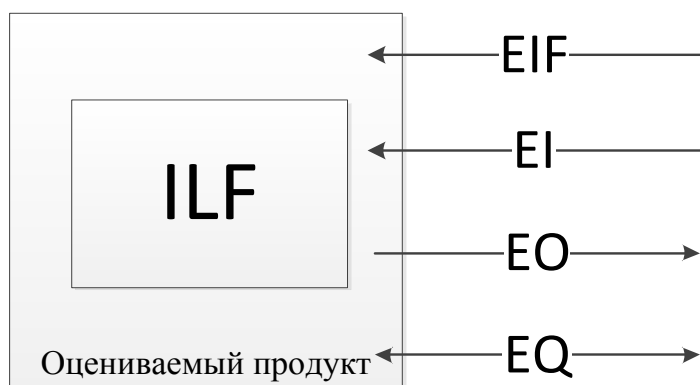 EIF
EI
ILF
EO
EQ
Оцениваемый продукт